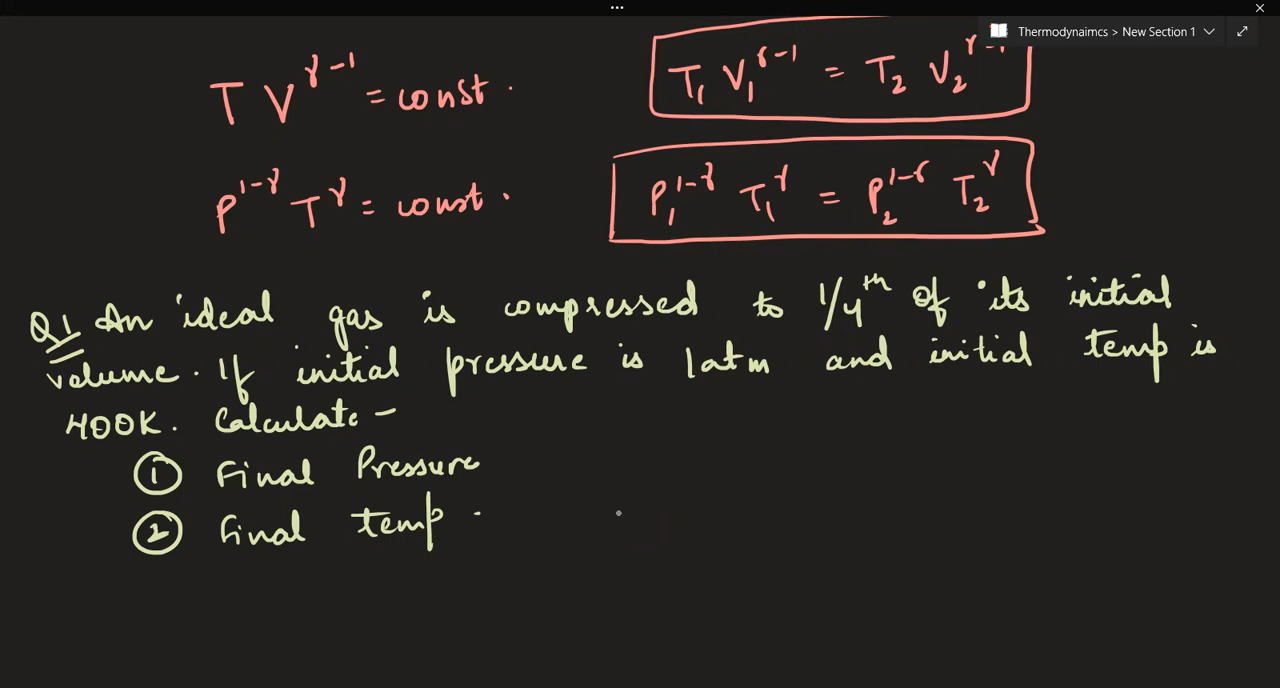 Thermodynaimcs > New Section 1
T V^γ-1 = const.
T₁ V₁^γ-1 = T₂ V₂^γ-1
P^1-γ T^γ = const.
P₁^1-γ T₁^γ = P₂^1-γ T₂^γ
Q1 An ideal gas is compressed to 1/4th of its initial
volume. If initial pressure is 1atm and initial temp is
400K. Calculate -
① Final Pressure
② Final temp.